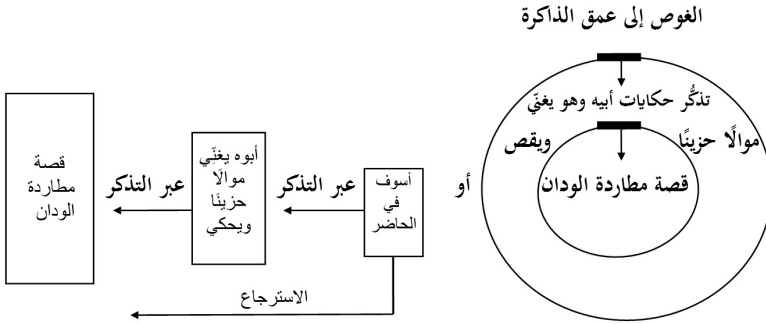 الغوص إلى عمق الذاكرة
تذكُّر حكايات أبيه وهو يغنّي
موالًا حزينًا ويقص
قصة مطاردة الودان
أو
أسوف
في
الحاضر
عبر التذكر
أبوه يغنّي
موالًا
حزينًا
ويحكي
عبر التذكر
قصة
مطاردة
الودان
الاسترجاع